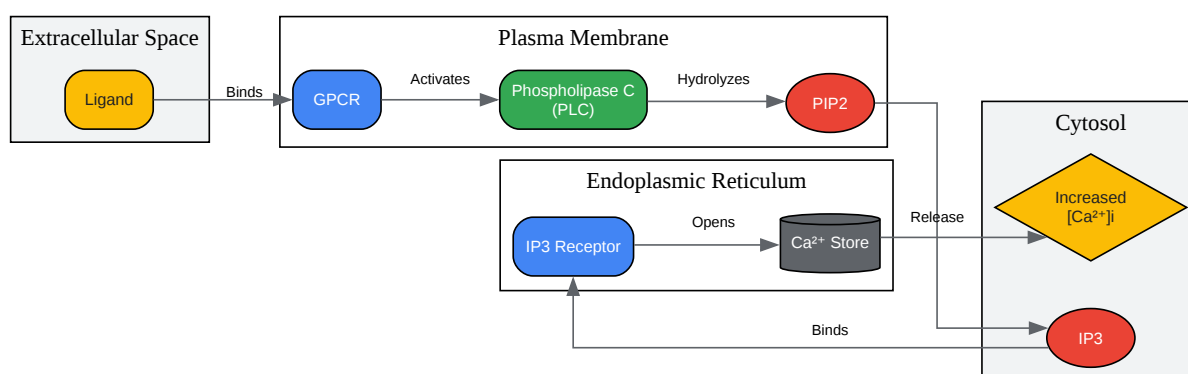 Extracellular Space
Ligand
Binds
Plasma Membrane
GPCR
Activates
Phospholipase C
(PLC)
Hydrolyzes
PIP2
Endoplasmic Reticulum
IP3 Receptor
Opens
Ca²⁺ Store
Release
Cytosol
Increased
[Ca²⁺]i
IP3
Binds